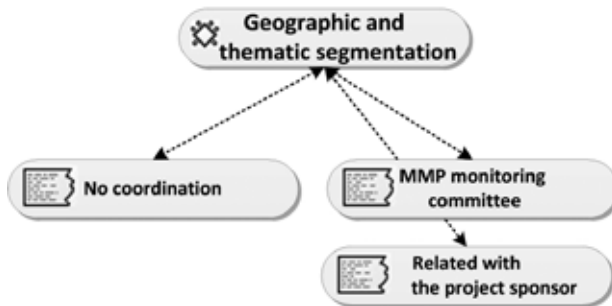 Geographic and
thematic segmentation
No coordination
MMP monitoring
committee
Related with
the project sponsor